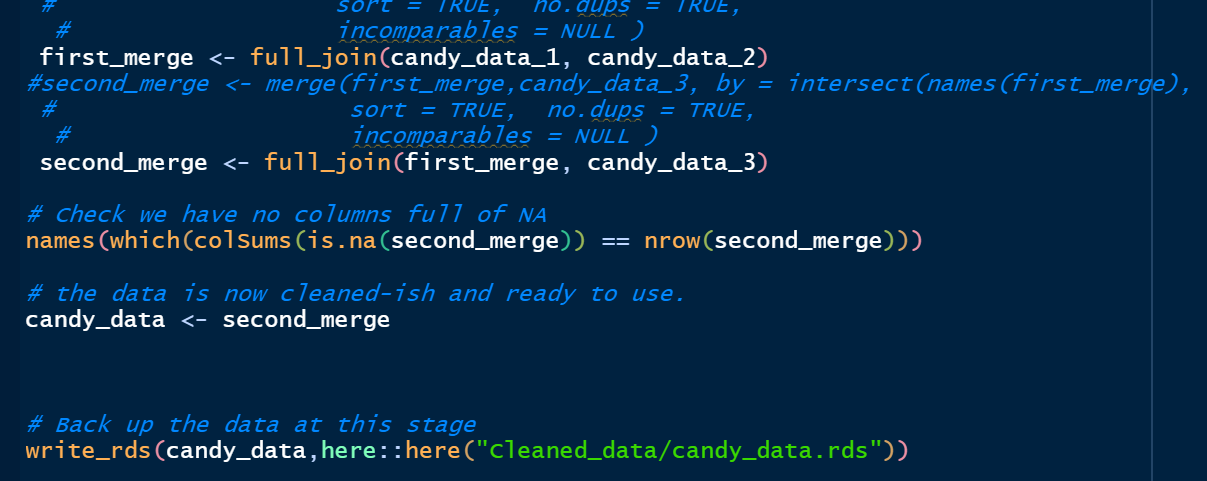 # sort = TRUE, no.dups = TRUE,
# incomparables = NULL )
first_merge <- full_join(candy_data_1, candy_data_2)
#second_merge <- merge(first_merge,candy_data_3, by = intersect(names(first_merge),
# sort = TRUE, no.dups = TRUE,
# incomparables = NULL )
second_merge <- full_join(first_merge, candy_data_3)
# Check we have no columns full of NA
names(which(colSums(is.na(second_merge)) == nrow(second_merge)))
# the data is now cleaned-ish and ready to use.
candy_data <- second_merge
# Back up the data at this stage
write_rds(candy_data,here::here("Cleaned_data/candy_data.rds"))